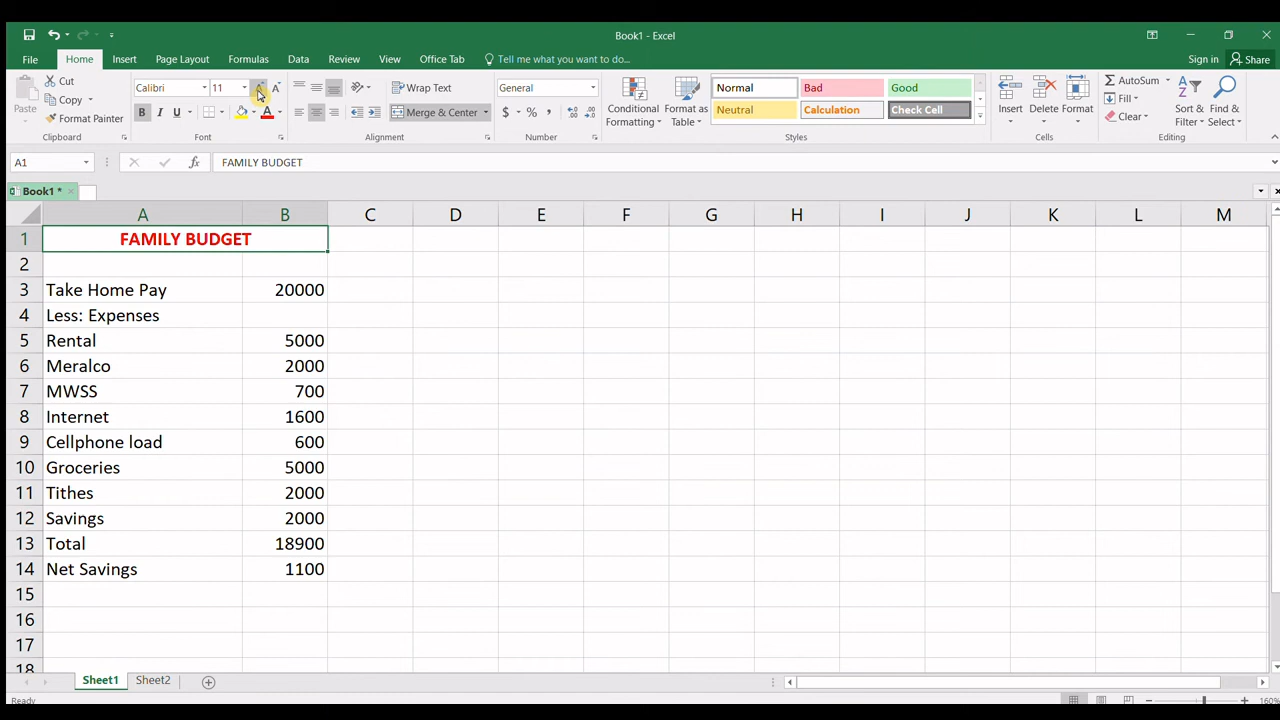 Book1 - Excel
File Home Insert Page Layout Formulas Data Review View Office Tab Tell me what you want to do... Sign in Share
Cut Calibri 11 Wrap Text General Normal Bad Good AutoSum
Paste Copy Conditional Format as Insert Delete Format Fill Sort & Find &
Format Painter B I U A Merge & Center $ % , Formatting Table Neutral Calculation Check Cell Clear Filter Select
Clipboard Font Alignment Number Styles Cells Editing
A1 fx FAMILY BUDGET
Book1 *
A B C D E F G H I J K L M
1 FAMILY BUDGET
2
3 Take Home Pay 20000
4 Less: Expenses
5 Rental 5000
6 Meralco 2000
7 MWSS 700
8 Internet 1600
9 Cellphone load 600
10 Groceries 5000
11 Tithes 2000
12 Savings 2000
13 Total 18900
14 Net Savings 1100
15
16
17
18
Sheet1 Sheet2
Ready 160%